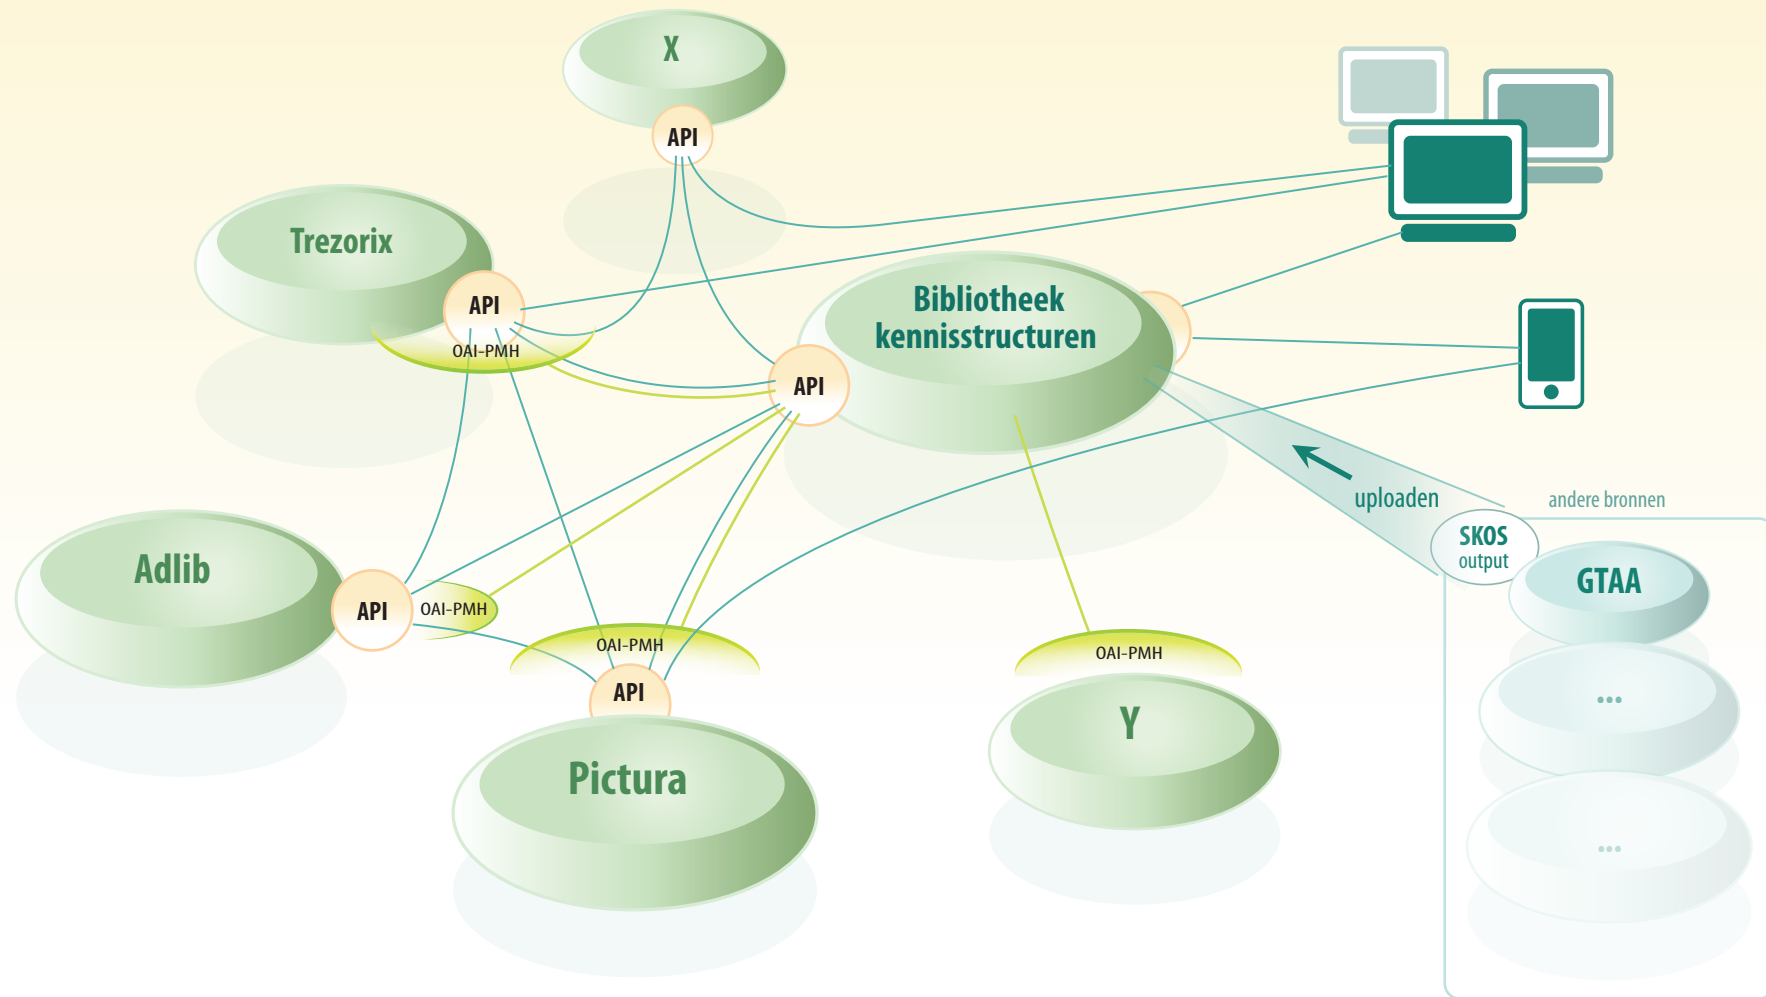 X
API
Trezorix
API
OAI-PMH
Bibliotheek
kennisstructuren
API
uploaden
andere bronnen
SKOS
output
GTAA
...
...
Adlib
API
OAI-PMH
OAI-PMH
API
Pictura
OAI-PMH
Y